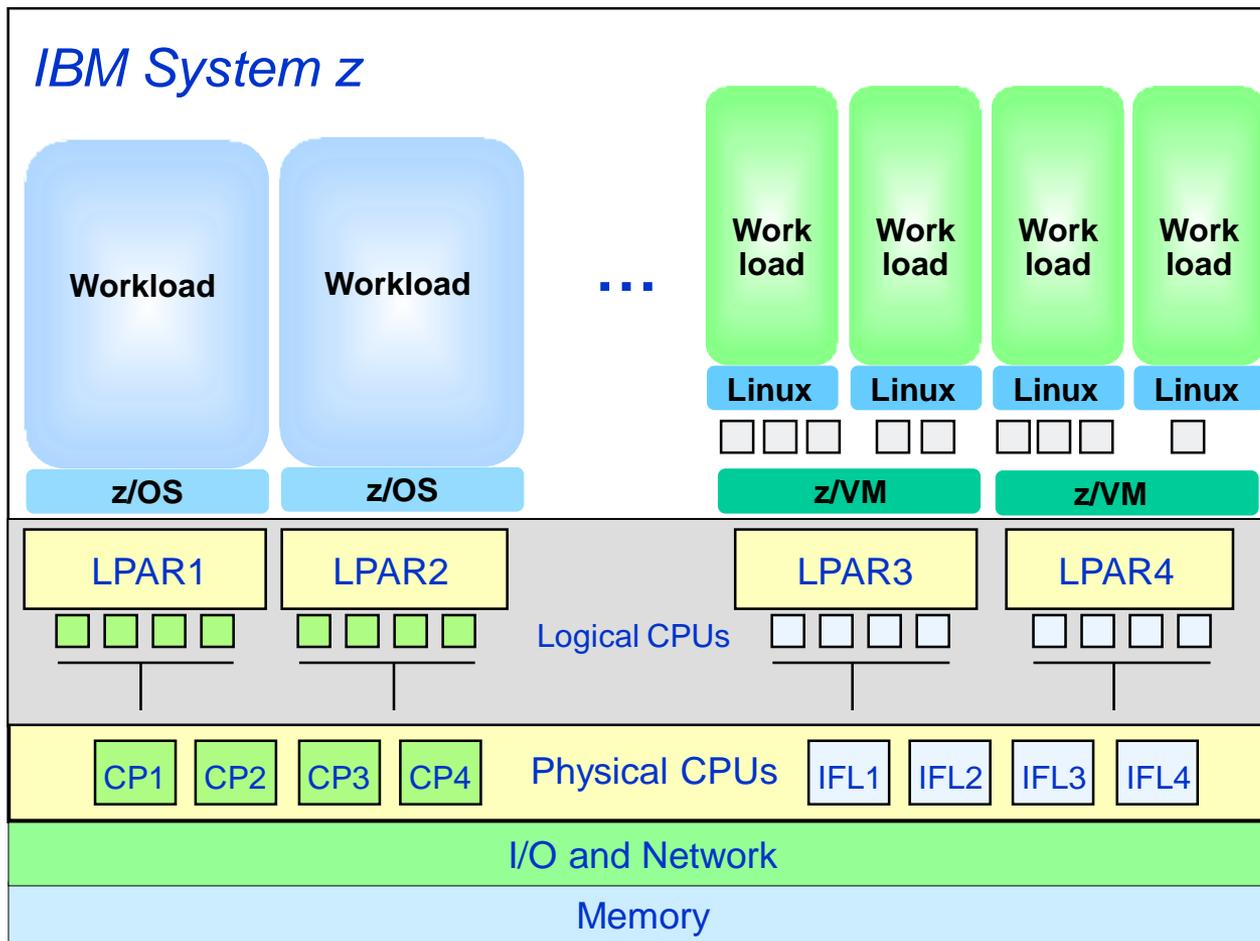 IBM System z
Workload
Workload
...
Work
load
Work
load
Work
load
Work
load
Linux
Linux
Linux
Linux
z/OS
z/OS
z/VM
z/VM
LPAR1
LPAR2
LPAR3
LPAR4
Logical CPUs
CP1
CP2
CP3
CP4
Physical CPUs
IFL1
IFL2
IFL3
IFL4
I/O and Network
Memory